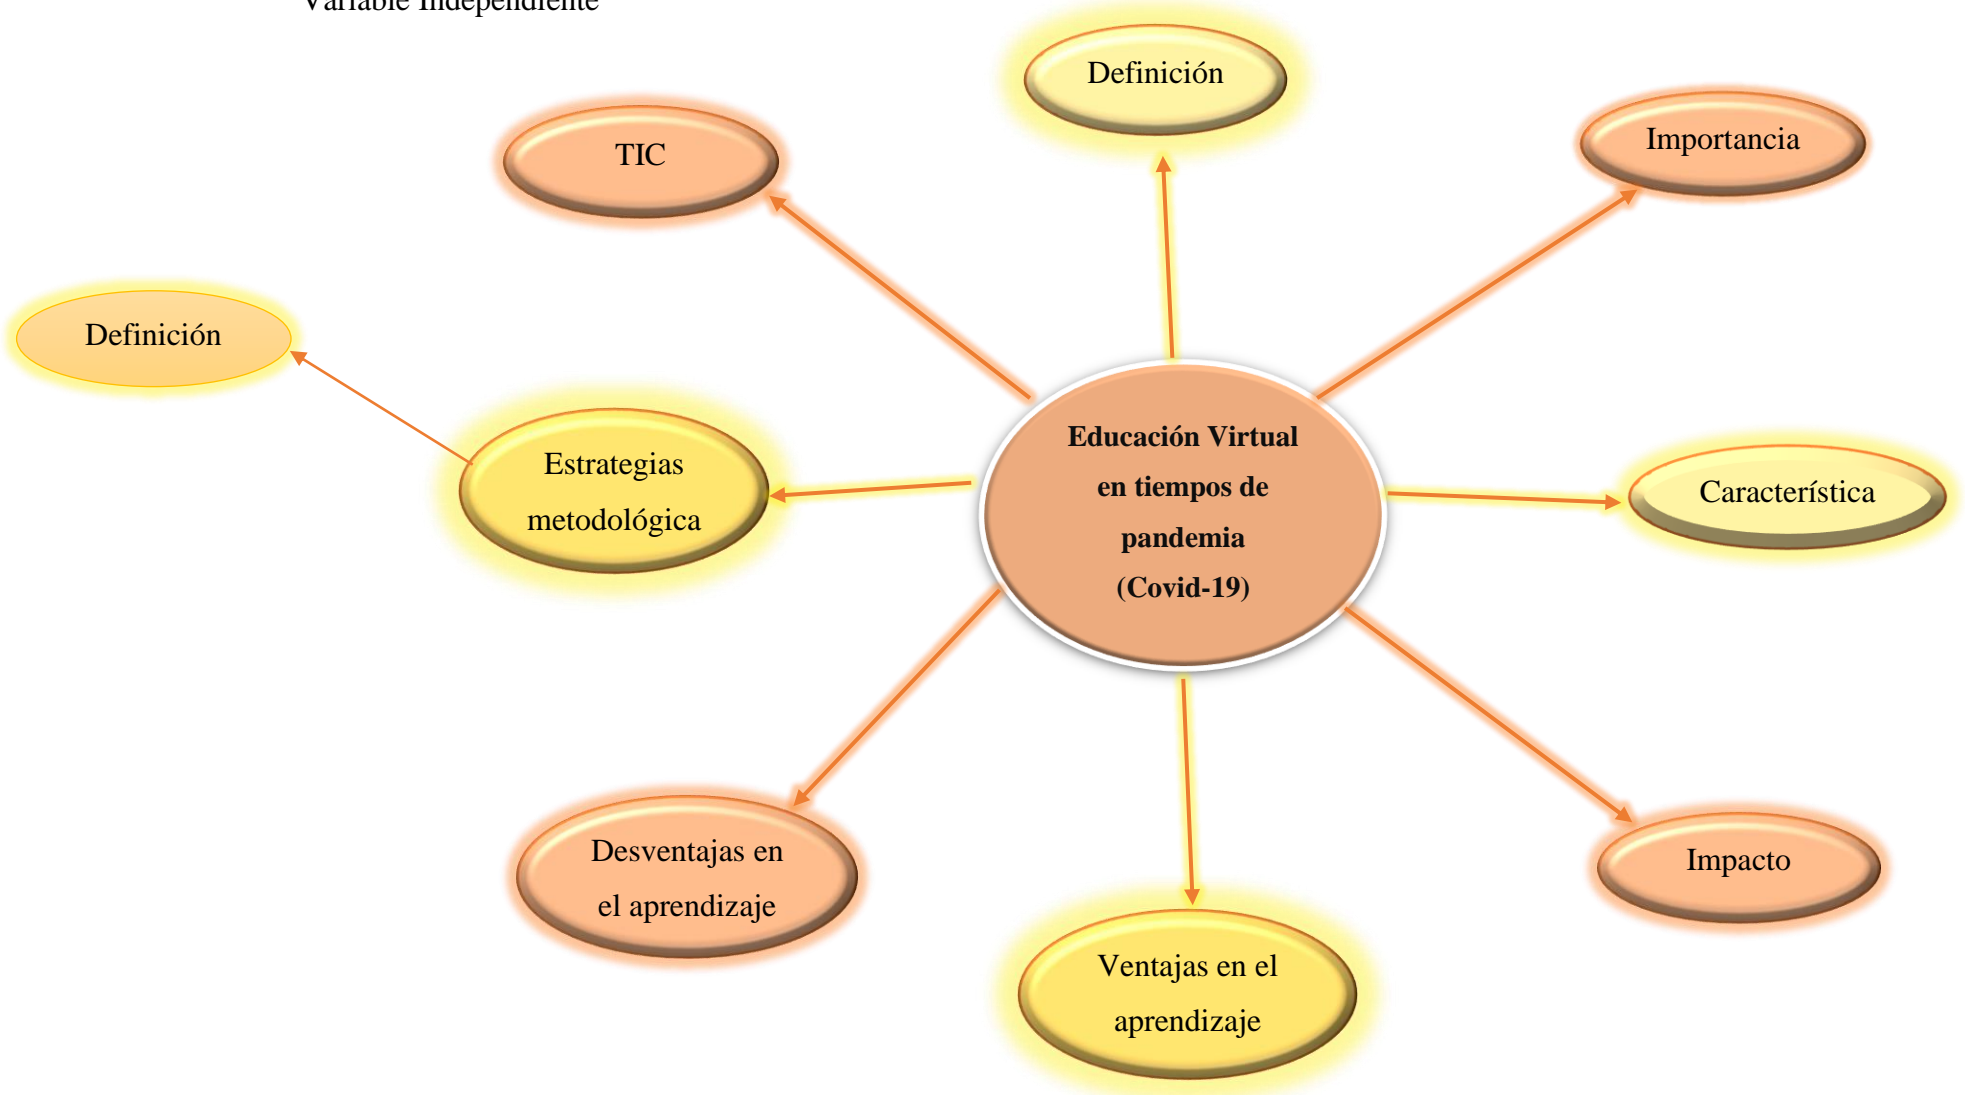 Variable Independiente
Definición
Importancia
TIC
Definición
Estrategias
metodológica
Educación Virtual
en tiempos de
pandemia
(Covid-19)
Característica
Desventajas en
el aprendizaje
Impacto
Ventajas en el
aprendizaje